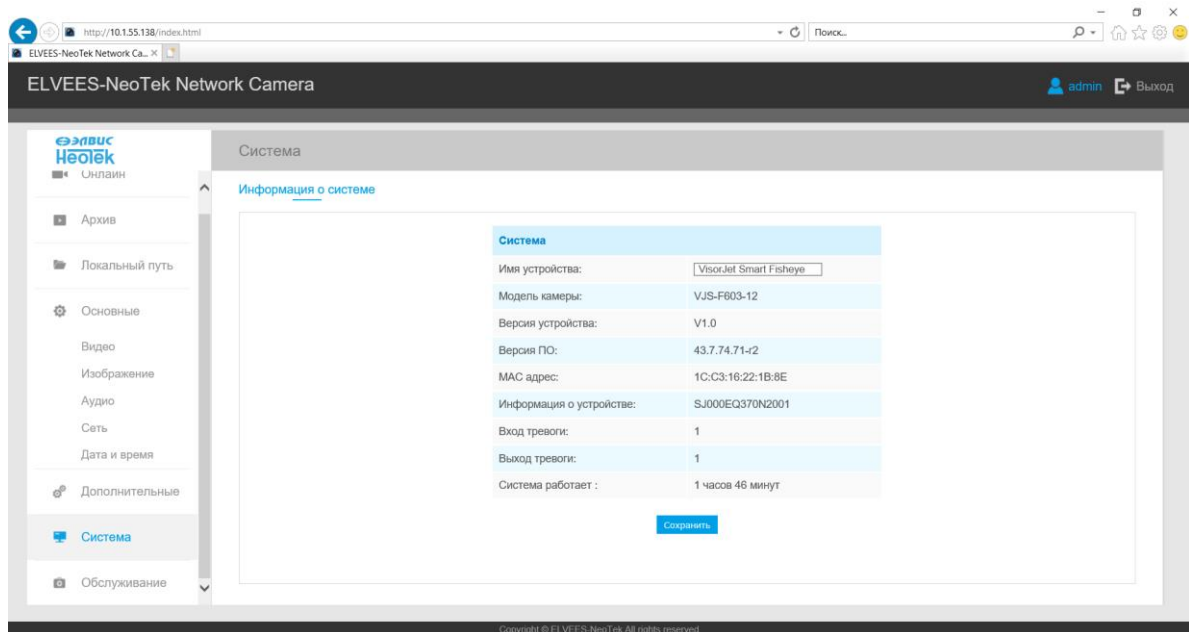 http://10.1.55.138/index.html
Поиск...
ELVEES-NeoTek Network Ca...
ELVEES-NeoTek Network Camera
admin
Выход
ЭЛВИС
НеоТек
Онлайн
Архив
Локальный путь
Основные
Видео
Изображение
Аудио
Сеть
Дата и время
Дополнительные
Система
Обслуживание
Система
Информация о системе
Система
Имя устройства: VisorJet Smart Fisheye
Модель камеры: VJS-F603-12
Версия устройства: V1.0
Версия ПО: 43.7.74.71-r2
MAC адрес: 1C:C3:16:22:1B:8E
Информация о устройстве: SJ000EQ370N2001
Вход тревоги: 1
Выход тревоги: 1
Система работает : 1 часов 46 минут
Сохранить
Copyright © ELVEES-NeoTek All rights reserved